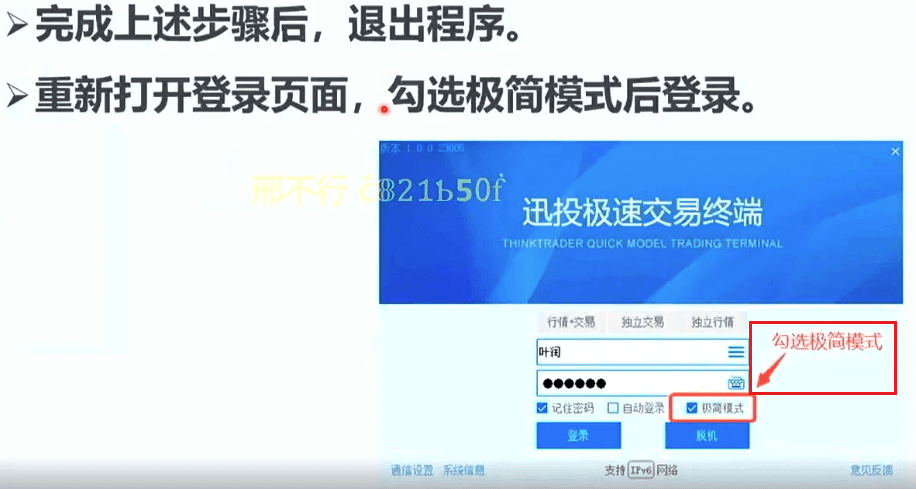 ➢完成上述步骤后，退出程序。
➢重新打开登录页面，勾选极简模式后登录。
版本:1.0.0.23606
邢不行 c821b50f
迅投极速交易终端
THINKTRADER QUICK MODEL TRADING TERMINAL
行情+交易 独立交易 独立行情
叶润
勾选极简模式
记住密码 自动登录 极简模式
登录 脱机
通信设置 系统信息 支持 IPv6 网络 意见反馈